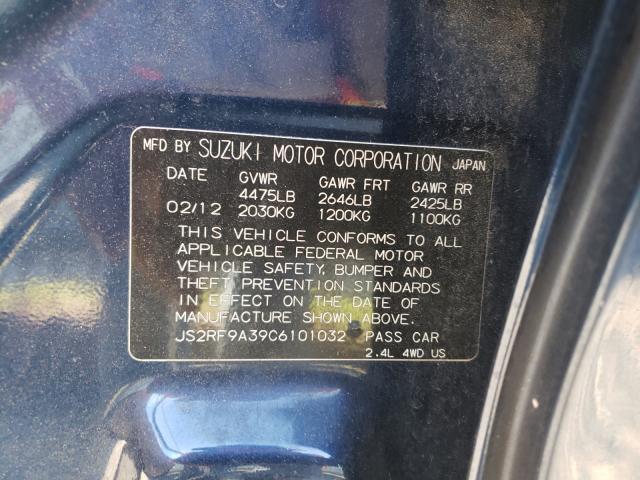 MFD BY SUZUKI MOTOR CORPORATION JAPAN
DATE GVWR GAWR FRT GAWR RR
4475LB 2646LB 2425LB
02/12 2030KG 1200KG 1100KG
THIS VEHICLE CONFORMS TO ALL
APPLICABLE FEDERAL MOTOR
VEHICLE SAFETY, BUMPER AND
THEFT PREVENTION STANDARDS
IN EFFECT ON THE DATE OF
MANUFACTURE SHOWN ABOVE.
JS2RF9A39C6101032 PASS CAR
2.4L 4WD US